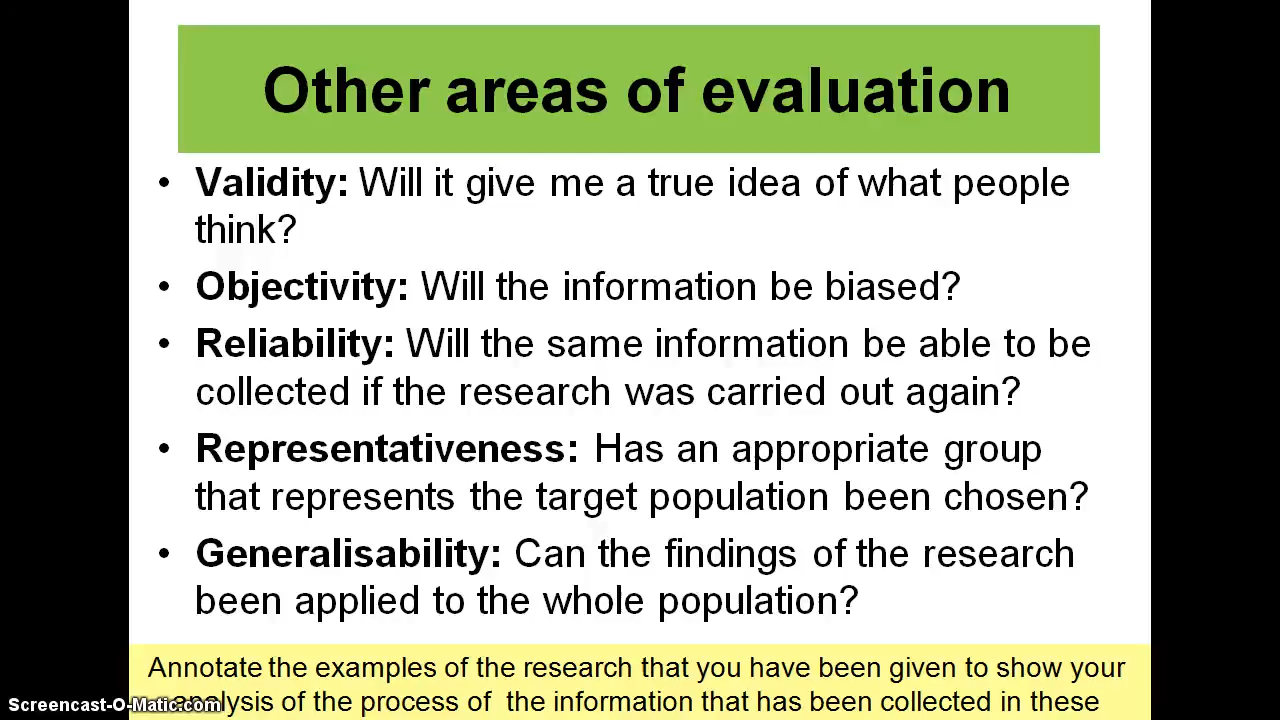 Other areas of evaluation
• Validity: Will it give me a true idea of what people
think?
• Objectivity: Will the information be biased?
• Reliability: Will the same information be able to be
collected if the research was carried out again?
• Representativeness: Has an appropriate group
that represents the target population been chosen?
• Generalisability: Can the findings of the research
been applied to the whole population?
Annotate the examples of the research that you have been given to show your
of the process of the information that has been collected in these
Screencast-O-Matic.com